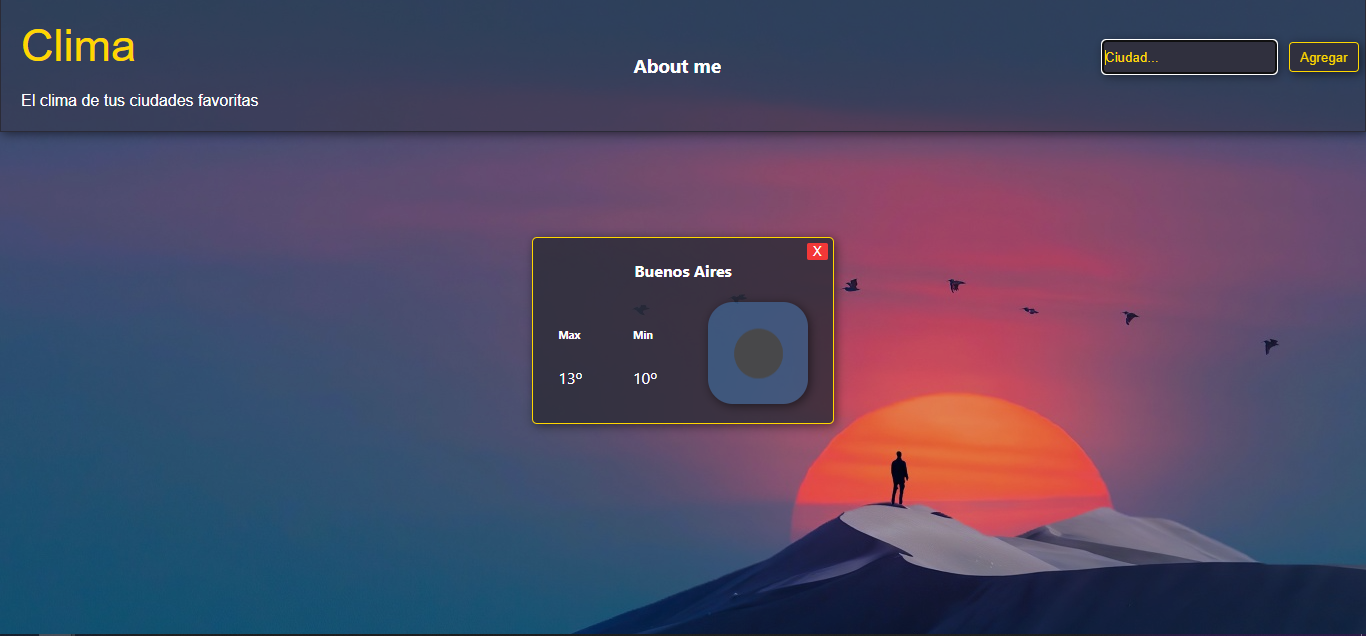 Clima
El clima de tus ciudades favoritas
About me
Ciudad...
Agregar
X
Buenos Aires
Max
Min
13º
10º